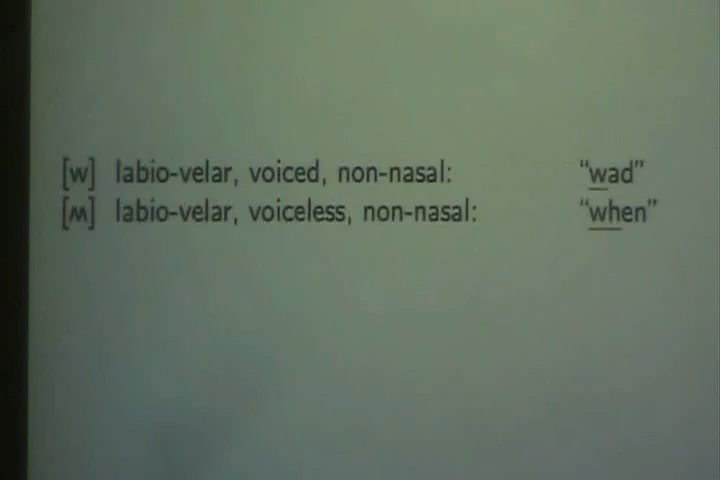 [w] labio-velar, voiced, non-nasal: “wad”
[ʍ] labio-velar, voiceless, non-nasal: “when”